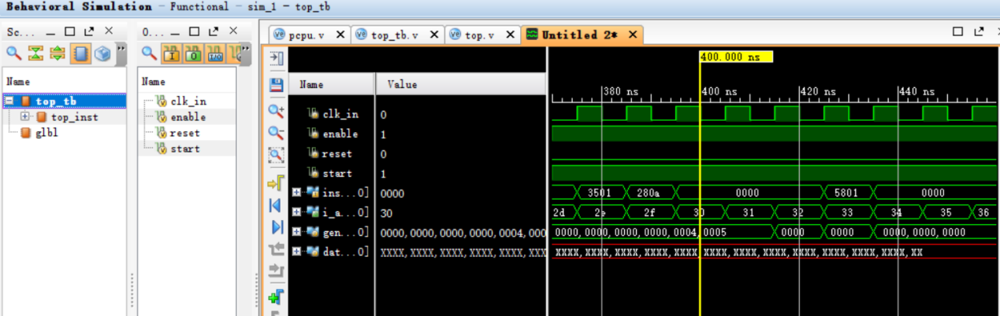 Behavioral Simulation - Functional - sim_1 - top_tb
Sc...
O...
pcpu.v
top_tb.v
top.v
Untitled 2*
Name
top_tb
top_inst
glbl
Name
clk_in
enable
reset
start
Name Value
clk_in 0
enable 1
reset 0
start 1
ins...0] 0000
i_a...0] 30
gen...0] 0000, 0000, 0000, 0000, 0004, 000
dat...0] XXXX, XXXX, XXXX, XXXX, XXXX, XXX
400.000 ns
380 ns 400 ns 420 ns 440 ns
3501 280a 0000 5801 0000
2d 2e 2f 30 31 32 33 34 35 36
0000, 0000, 0000, 0000, 0004, 0005 0000 0000 0000, 0000, 0000
XXXX, XXXX, XXXX, XXXX, XXXX, XXXX, XXXX, XXXX, XXXX, XXXX, XXXX, XXXX, XX